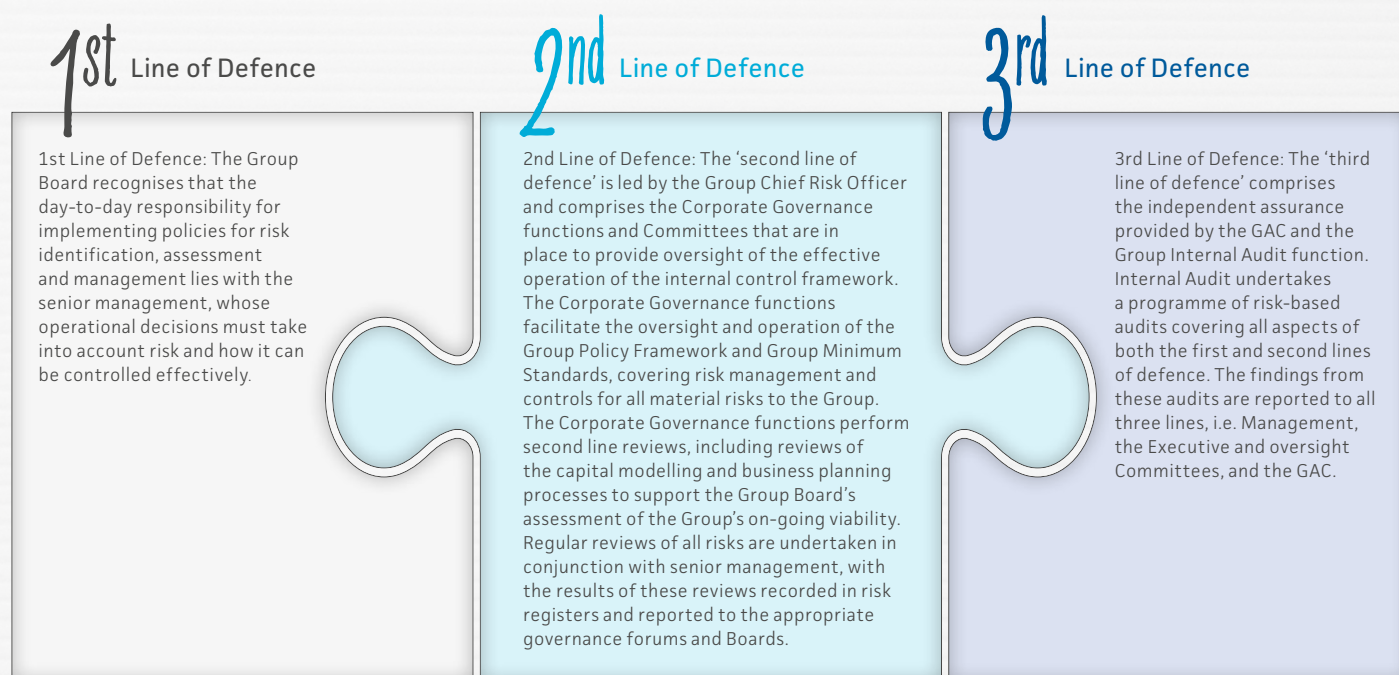 1st Line of Defence
1st Line of Defence: The Group
Board recognises that the
day-to-day responsibility for
implementing policies for risk
identification, assessment
and management lies with the
senior management, whose
operational decisions must take
into account risk and how it can
be controlled effectively.
2nd Line of Defence
2nd Line of Defence: The ‘second line of
defence’ is led by the Group Chief Risk Officer
and comprises the Corporate Governance
functions and Committees that are in
place to provide oversight of the effective
operation of the internal control framework.
The Corporate Governance functions
facilitate the oversight and operation of the
Group Policy Framework and Group Minimum
Standards, covering risk management and
controls for all material risks to the Group.
The Corporate Governance functions perform
second line reviews, including reviews of
the capital modelling and business planning
processes to support the Group Board’s
assessment of the Group’s on-going viability.
Regular reviews of all risks are undertaken in
conjunction with senior management, with
the results of these reviews recorded in risk
registers and reported to the appropriate
governance forums and Boards.
3rd Line of Defence
3rd Line of Defence: The ‘third
line of defence’ comprises
the independent assurance
provided by the GAC and the
Group Internal Audit function.
Internal Audit undertakes
a programme of risk-based
audits covering all aspects of
both the first and second lines
of defence. The findings from
these audits are reported to all
three lines, i.e. Management,
the Executive and oversight
Committees, and the GAC.